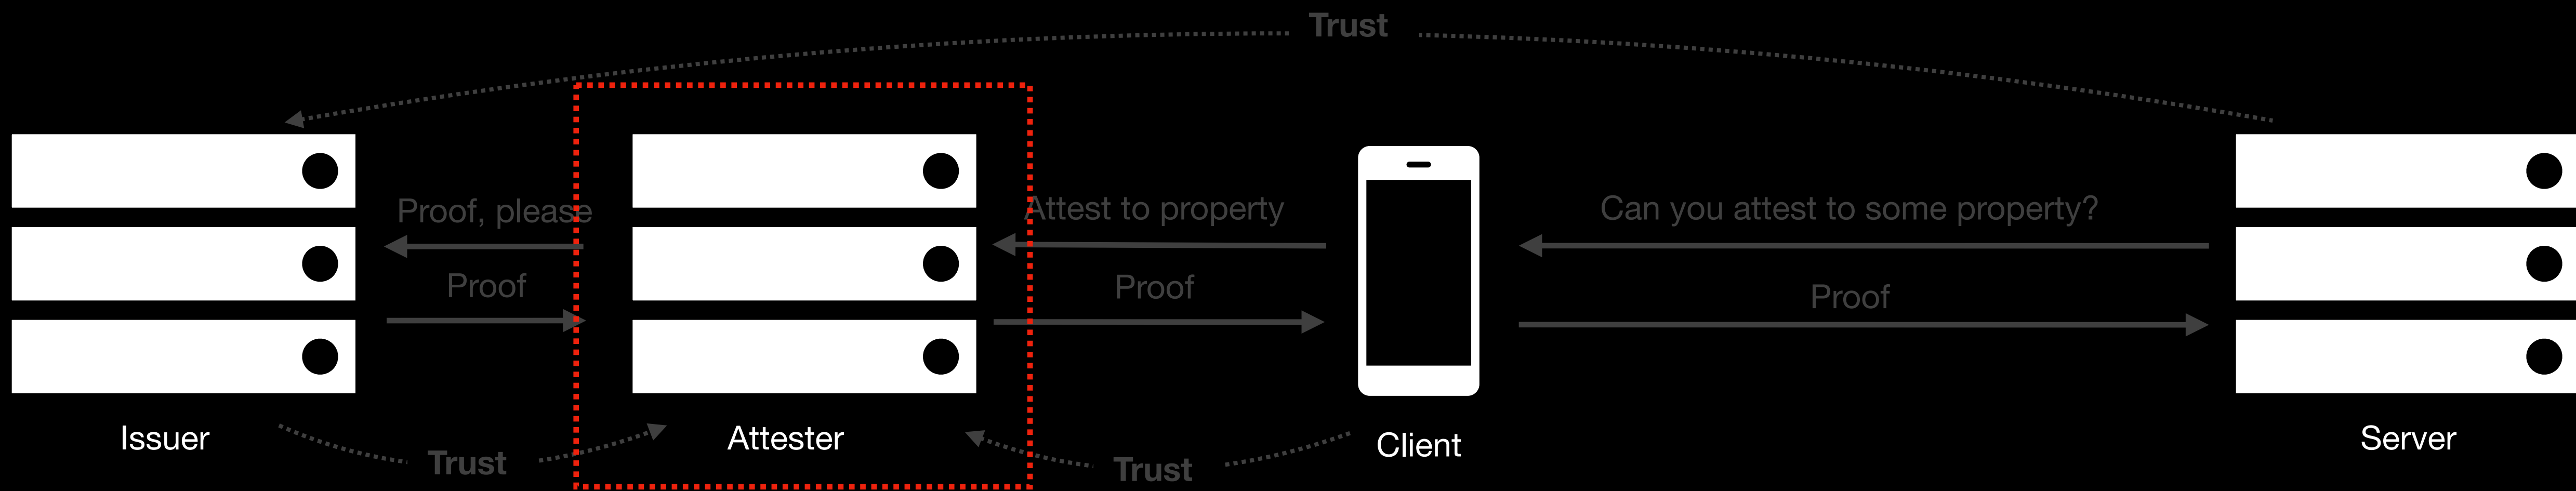 Trust
Proof, please
Attest to property
Can you attest to some property?
Proof
Proof
Proof
Issuer
Attester
Client
Server
Trust
Trust